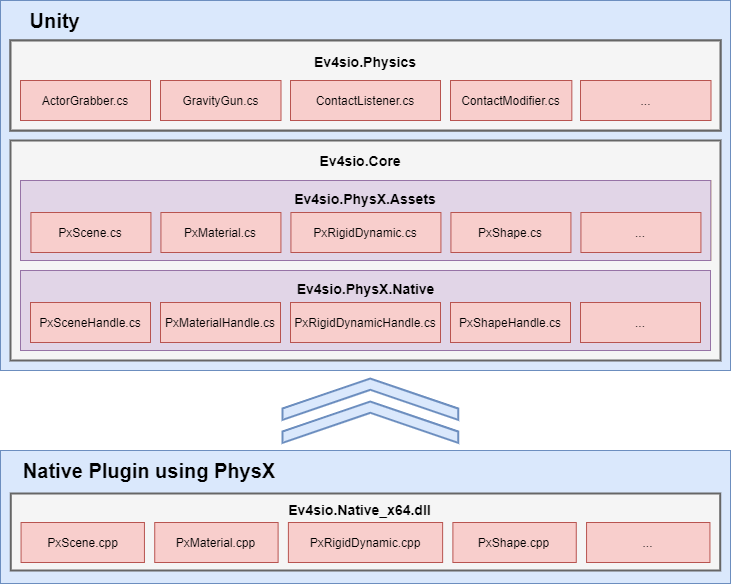 Unity
Ev4sio.Physics
ActorGrabber.cs GravityGun.cs ContactListener.cs ContactModifier.cs ...
Ev4sio.Core
Ev4sio.PhysX.Assets
PxScene.cs PxMaterial.cs PxRigidDynamic.cs PxShape.cs ...
Ev4sio.PhysX.Native
PxSceneHandle.cs PxMaterialHandle.cs PxRigidDynamicHandle.cs PxShapeHandle.cs ...
Native Plugin using PhysX
Ev4sio.Native_x64.dll
PxScene.cpp PxMaterial.cpp PxRigidDynamic.cpp PxShape.cpp ...